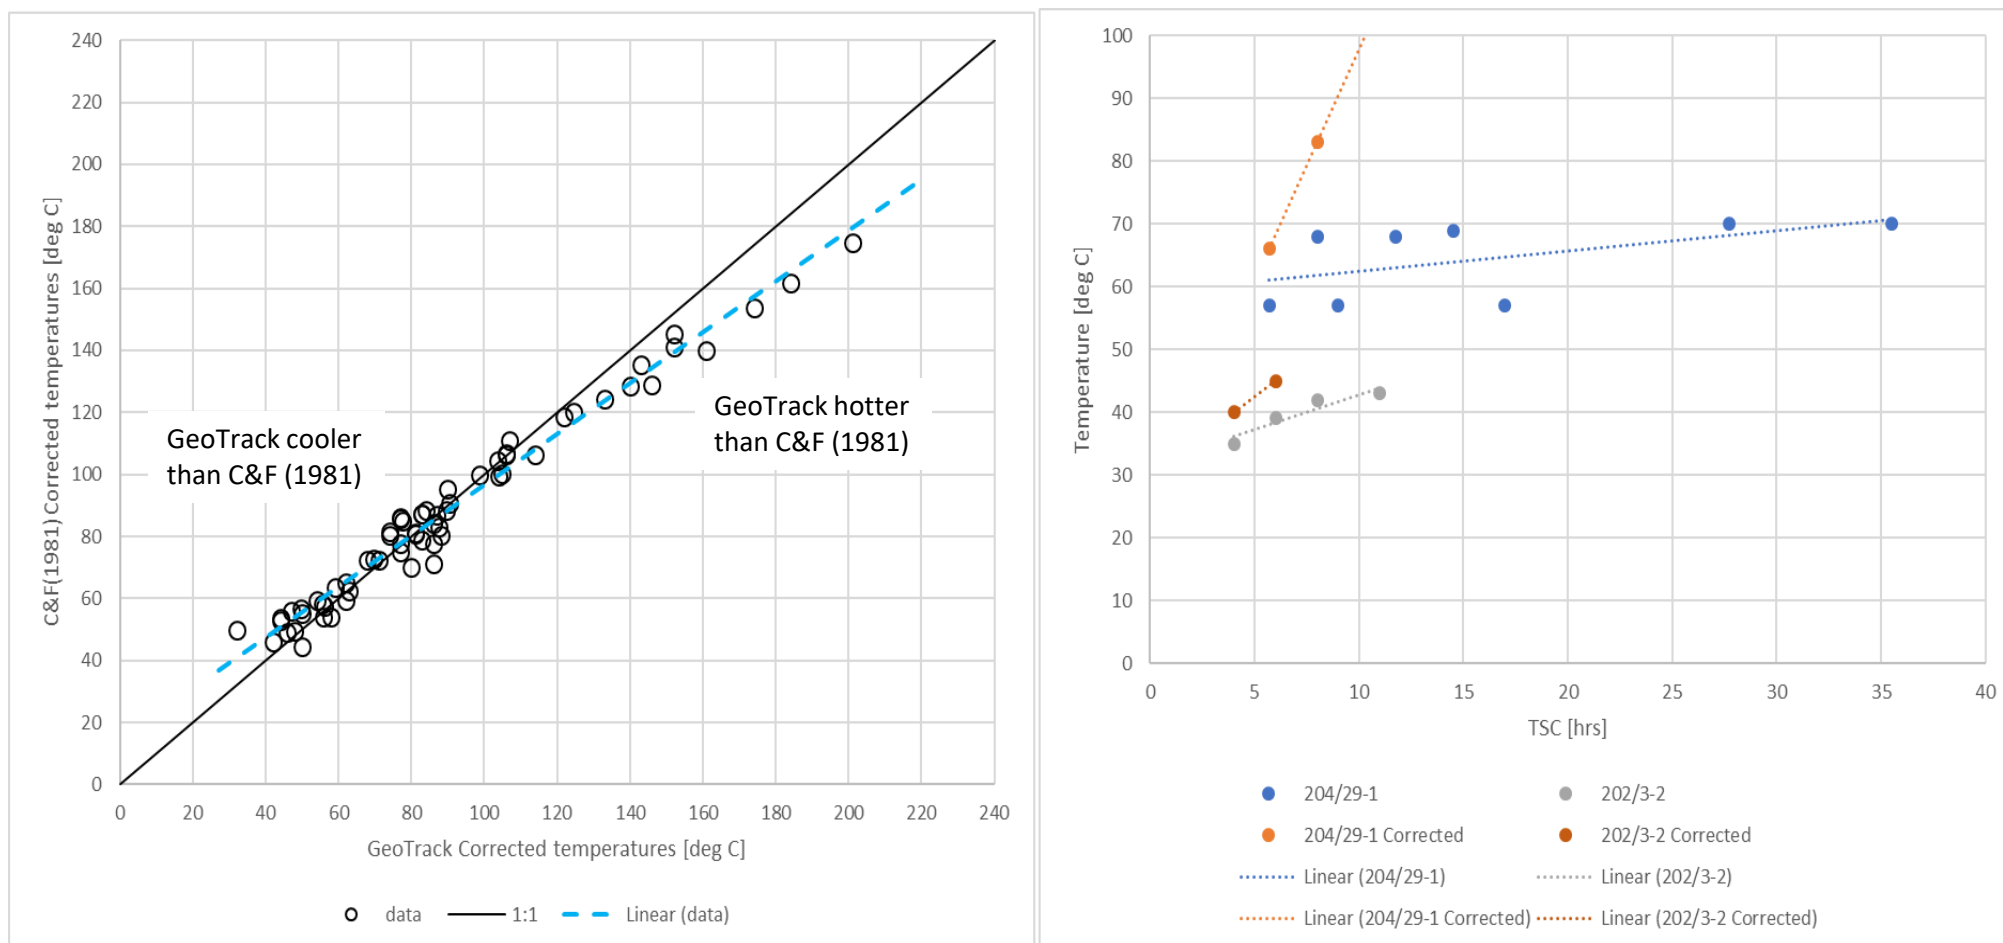 240
220
200
180
160
140
120
100
80
60
40
20
0
C&F(1981) Corrected temperatures [deg C]
GeoTrack cooler
than C&F (1981)
GeoTrack hotter
than C&F (1981)
0 20 40 60 80 100 120 140 160 180 200 220 240
GeoTrack Corrected temperatures [deg C]
data 1:1 Linear (data)
100
90
80
70
60
50
40
30
20
10
0
Temperature [deg C]
0 5 10 15 20 25 30 35 40
TSC [hrs]
204/29-1 202/3-2
204/29-1 Corrected 202/3-2 Corrected
Linear (204/29-1) Linear (202/3-2)
Linear (204/29-1 Corrected) Linear (202/3-2 Corrected)